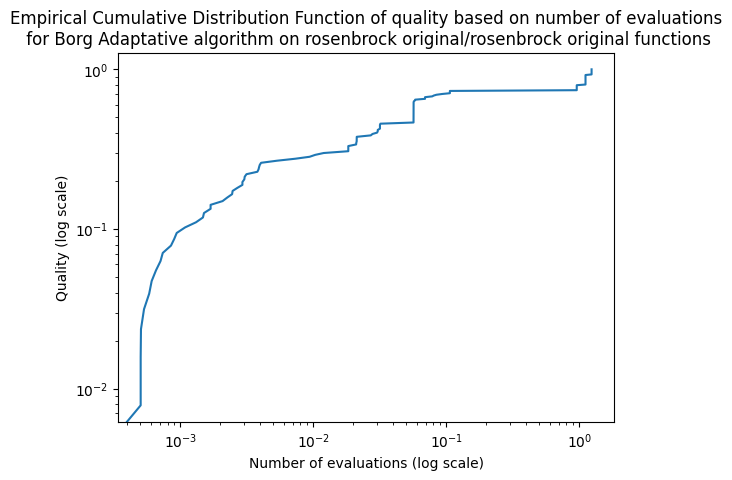 Empirical Cumulative Distribution Function of quality based on number of evaluations
for Borg Adaptative algorithm on rosenbrock original/rosenbrock original functions
10⁰
10⁻¹
10⁻²
Quality (log scale)
10⁻³ 10⁻² 10⁻¹ 10⁰
Number of evaluations (log scale)